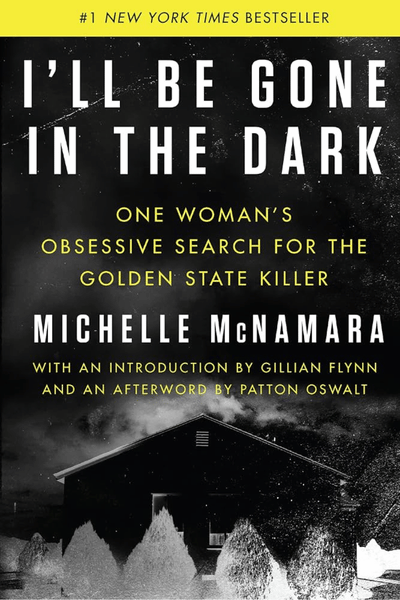 #1 NEW YORK TIMES BESTSELLER
I'LL BE GONE
IN THE DARK
ONE WOMAN'S
OBSESSIVE SEARCH FOR THE
GOLDEN STATE KILLER
MICHELLE McNAMARA
WITH AN INTRODUCTION BY GILLIAN FLYNN
AND AN AFTERWORD BY PATTON OSWALT